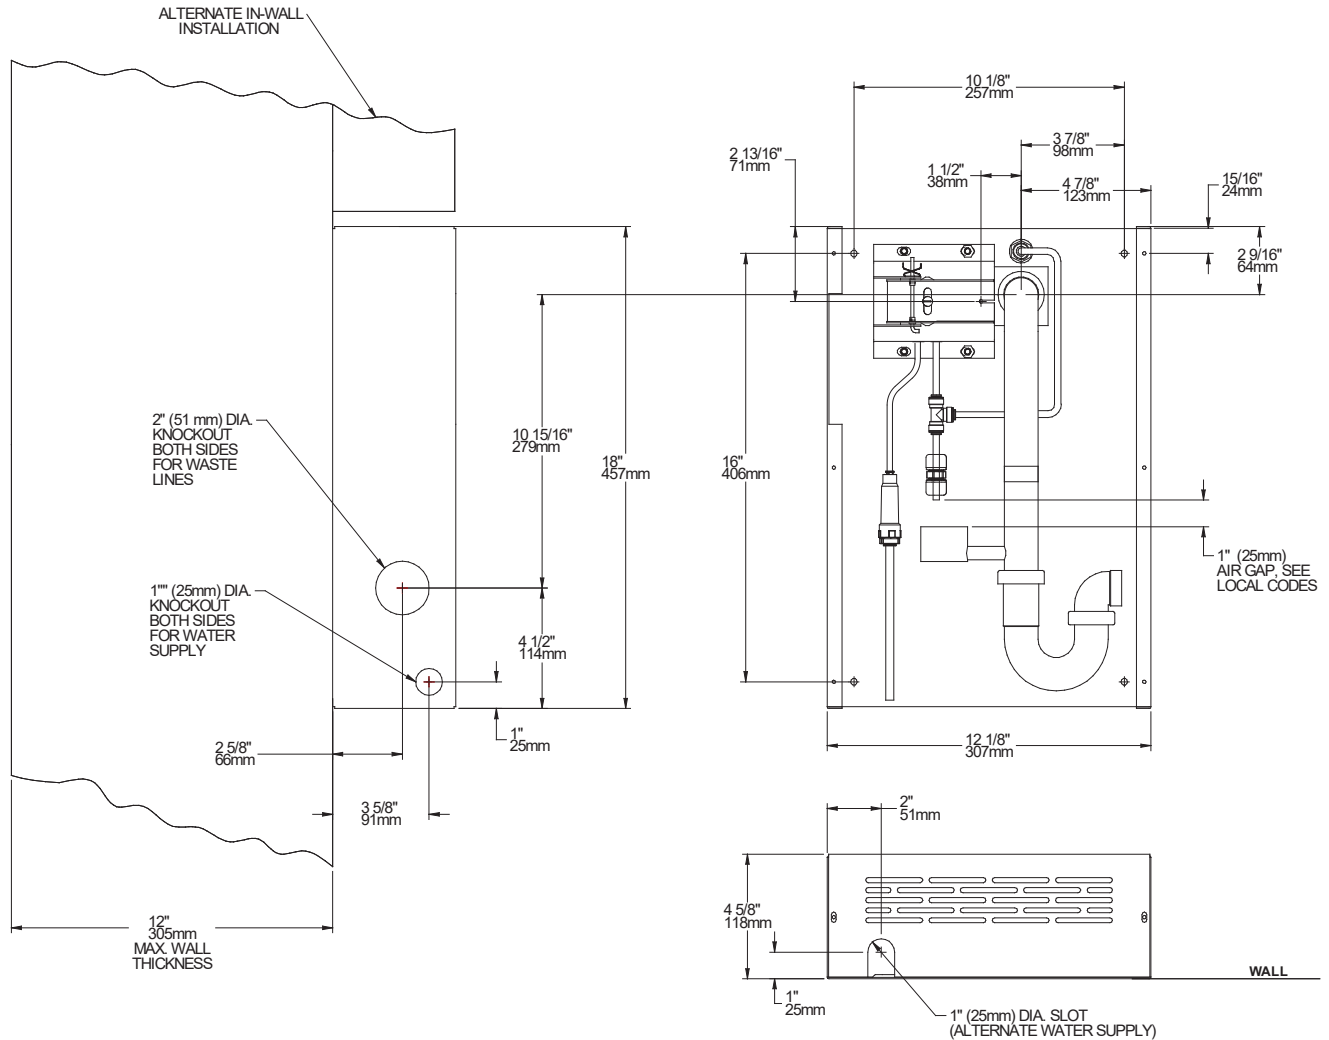 ALTERNATE IN-WALL
INSTALLATION
10 1/8"
257mm
3 7/8"
98mm
2 13/16"
71mm
1 1/2"
38mm
4 7/8"
123mm
15/16"
24mm
2 9/16"
64mm
2" (51 mm) DIA.
KNOCKOUT
BOTH SIDES
FOR WASTE
LINES
10 15/16"
279mm
18"
457mm
16"
406mm
1" (25mm)
AIR GAP, SEE
LOCAL CODES
1"" (25mm) DIA.
KNOCKOUT
BOTH SIDES
FOR WATER
SUPPLY
4 1/2"
114mm
1"
25mm
2 5/8"
66mm
3 5/8"
91mm
12 1/8"
307mm
2"
51mm
12"
305mm
MAX. WALL
THICKNESS
4 5/8"
118mm
WALL
1"
25mm
1" (25mm) DIA. SLOT
(ALTERNATE WATER SUPPLY)